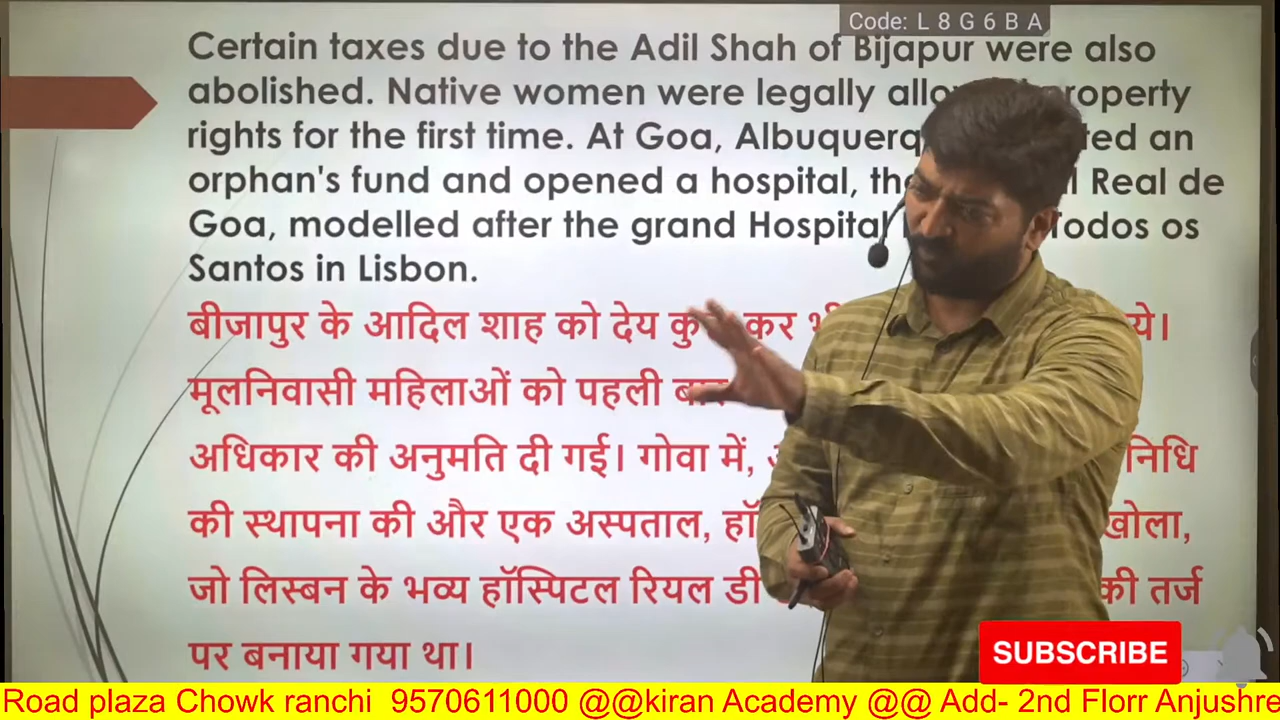 Code: L 8 G 6 B A
Certain taxes due to the Adil Shah of Bijapur were also
abolished. Native women were legally property
rights for the first time. At Goa, an
orphan's fund and opened a hospital, Real de
Goa, modelled after the grand Hospital Todos os
Santos in Lisbon.
बीजापुर के आदिल शाह को देय कर
मूलनिवासी महिलाओं को पहली
अधिकार की अनुमति दी गई। गोवा में, निधि
की स्थापना की और एक अस्पताल, खोला,
जो लिस्बन के भव्य हॉस्पिटल रियल डी की तर्ज
पर बनाया गया था।
SUBSCRIBE
Road plaza Chowk ranchi 9570611000 @@kiran Academy @@ Add- 2nd Florr Anjushre